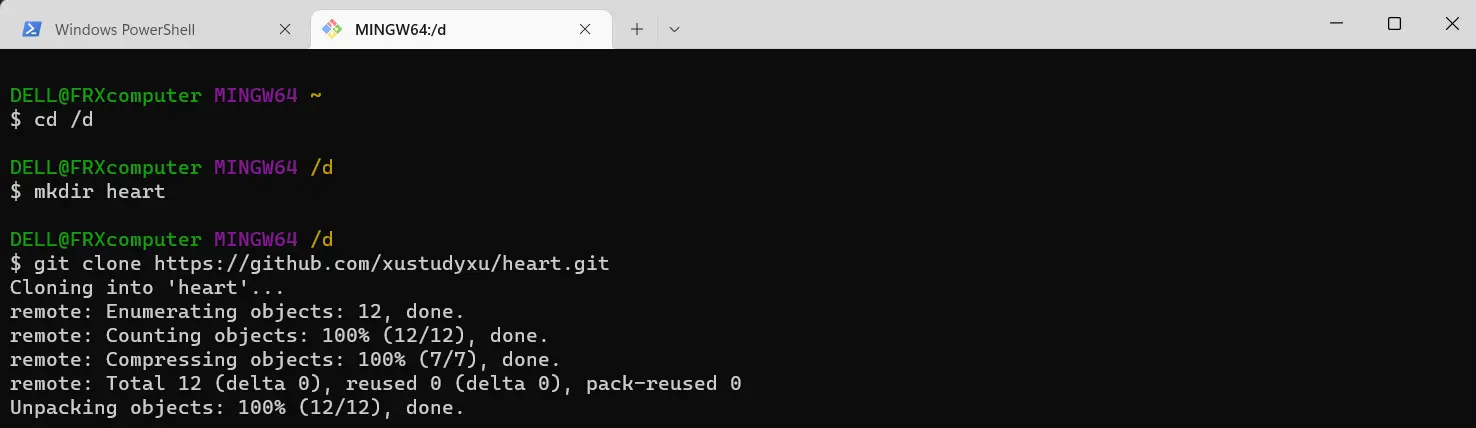 Windows PowerShell
MINGW64:/d
DELL@FRXcomputer MINGW64 ~
$ cd /d
DELL@FRXcomputer MINGW64 /d
$ mkdir heart
DELL@FRXcomputer MINGW64 /d
$ git clone https://github.com/xustudyxu/heart.git
Cloning into 'heart'...
remote: Enumerating objects: 12, done.
remote: Counting objects: 100% (12/12), done.
remote: Compressing objects: 100% (7/7), done.
remote: Total 12 (delta 0), reused 0 (delta 0), pack-reused 0
Unpacking objects: 100% (12/12), done.